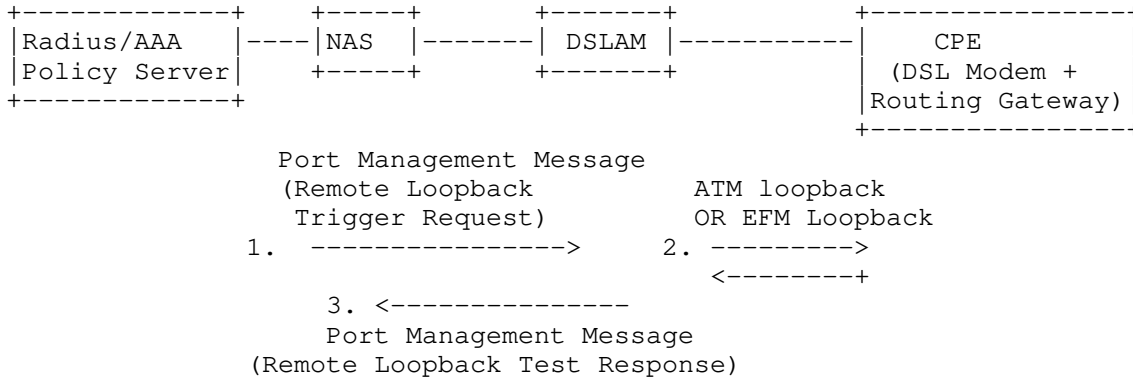 +-------------+    +-----+      +-------+            +-----------------
|Radius/AAA   |----|NAS  |-------| DSLAM |-----------|    CPE
|Policy Server|    +-----+      +-------+            | (DSL Modem +
+-------------+                                      |Routing Gateway)|
                                                     +-----------------
Port Management Message
(Remote Loopback          ATM loopback
Trigger Request)          OR EFM Loopback
1.  ---------------->     2. --------->
                             <--------+
3. <---------------
Port Management Message
(Remote Loopback Test Response)